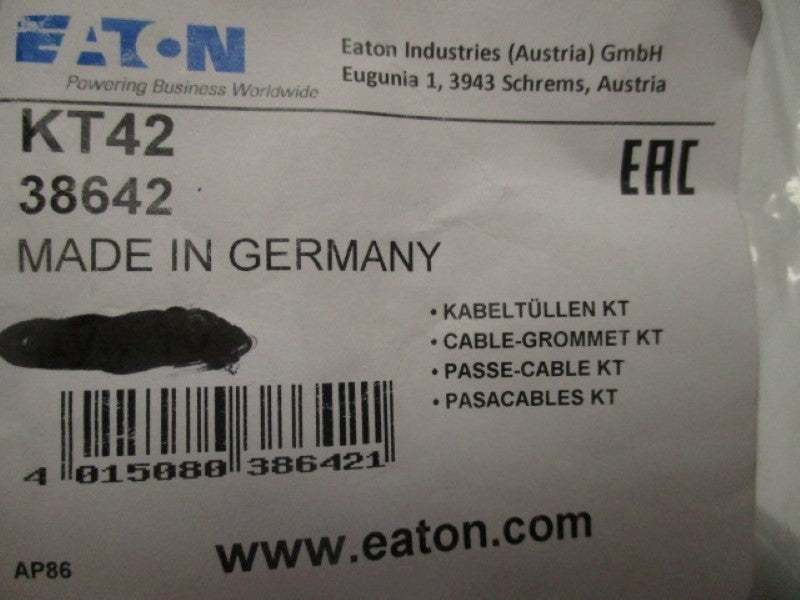 EATON
Powering Business Worldwide
Eaton Industries (Austria) GmbH
Eugunia 1, 3943 Schrems, Austria
KT42
38642
EAC
MADE IN GERMANY
• KABELTÜLLEN KT
• CABLE-GROMMET KT
• PASSE-CABLE KT
• PASACABLES KT
4 015080 386421
www.eaton.com
AP86